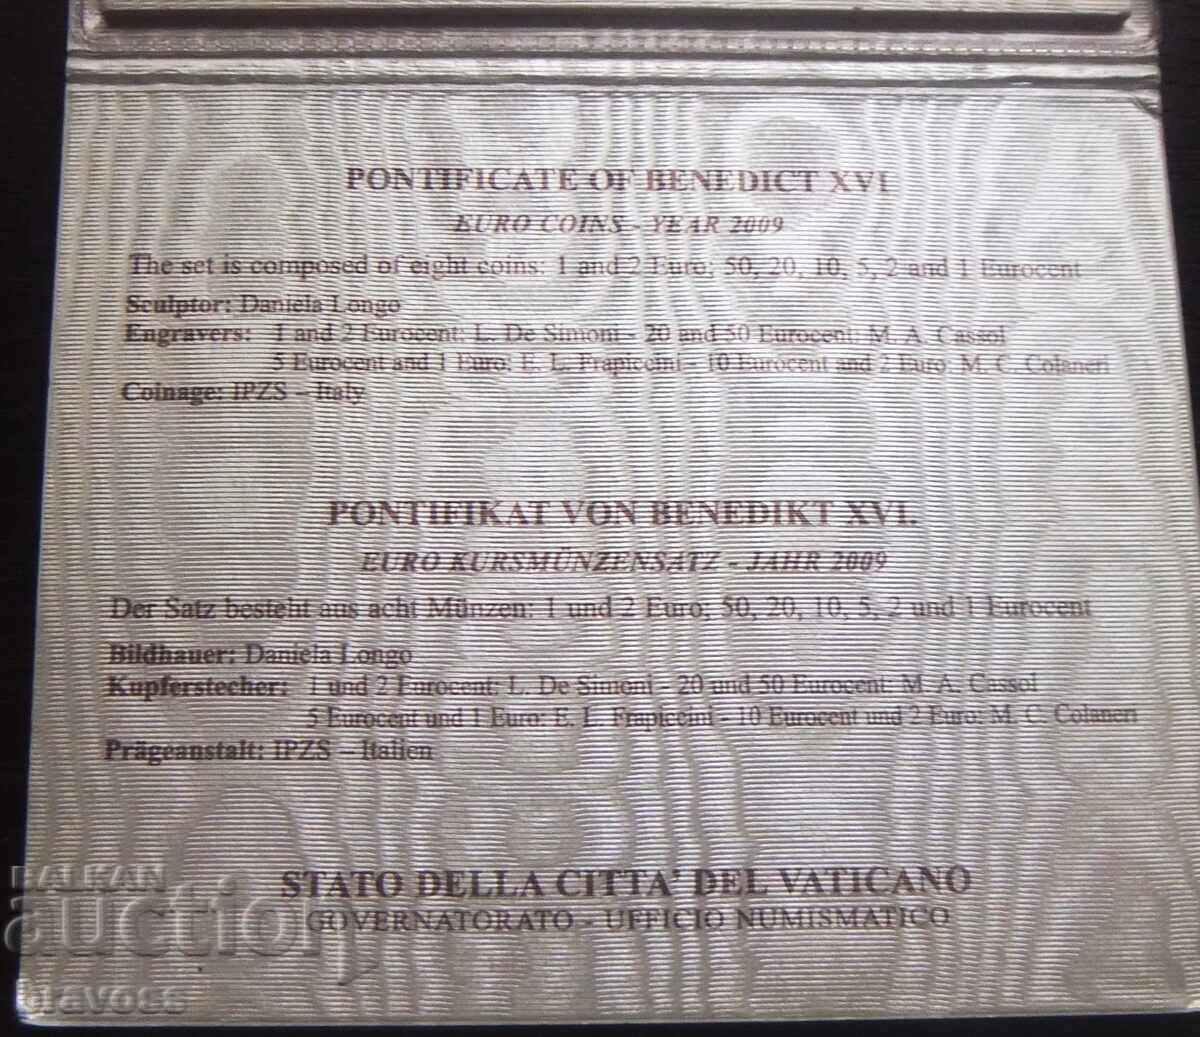 PONTIFICATE OF BENEDICT XVI
EURO COINS - YEAR 2009
The set is composed of eight coins: 1 and 2 Euro; 50, 20, 10, 5, 2 and 1 Eurocent
Sculptor: Daniela Longo
Engravers: 1 and 2 Eurocent: L. De Simoni - 20 and 50 Eurocent: M. A. Cassol
5 Eurocent and 1 Euro: E. L. Frapiccini - 10 Eurocent and 2 Euro: M. C. Colaneri
Coinage: IPZS – Italy
PONTIFIKAT VON BENEDIKT XVI.
EURO KURSMÜNZENSATZ - JAHR 2009
Der Satz besteht aus acht Münzen: 1 und 2 Euro; 50, 20, 10, 5, 2 und 1 Eurocent
Bildhauer: Daniela Longo
Kupferstecher: 1 und 2 Eurocent: L. De Simoni - 20 und 50 Eurocent: M. A. Cassol
5 Eurocent und 1 Euro: E. L. Frapiccini - 10 Eurocent und 2 Euro: M. C. Colaneri
Prägeanstalt: IPZS – Italien
STATO DELLA CITTA' DEL VATICANO
GOVERNATORATO - UFFICIO NUMISMATICO
BALKAN
auction
travoss